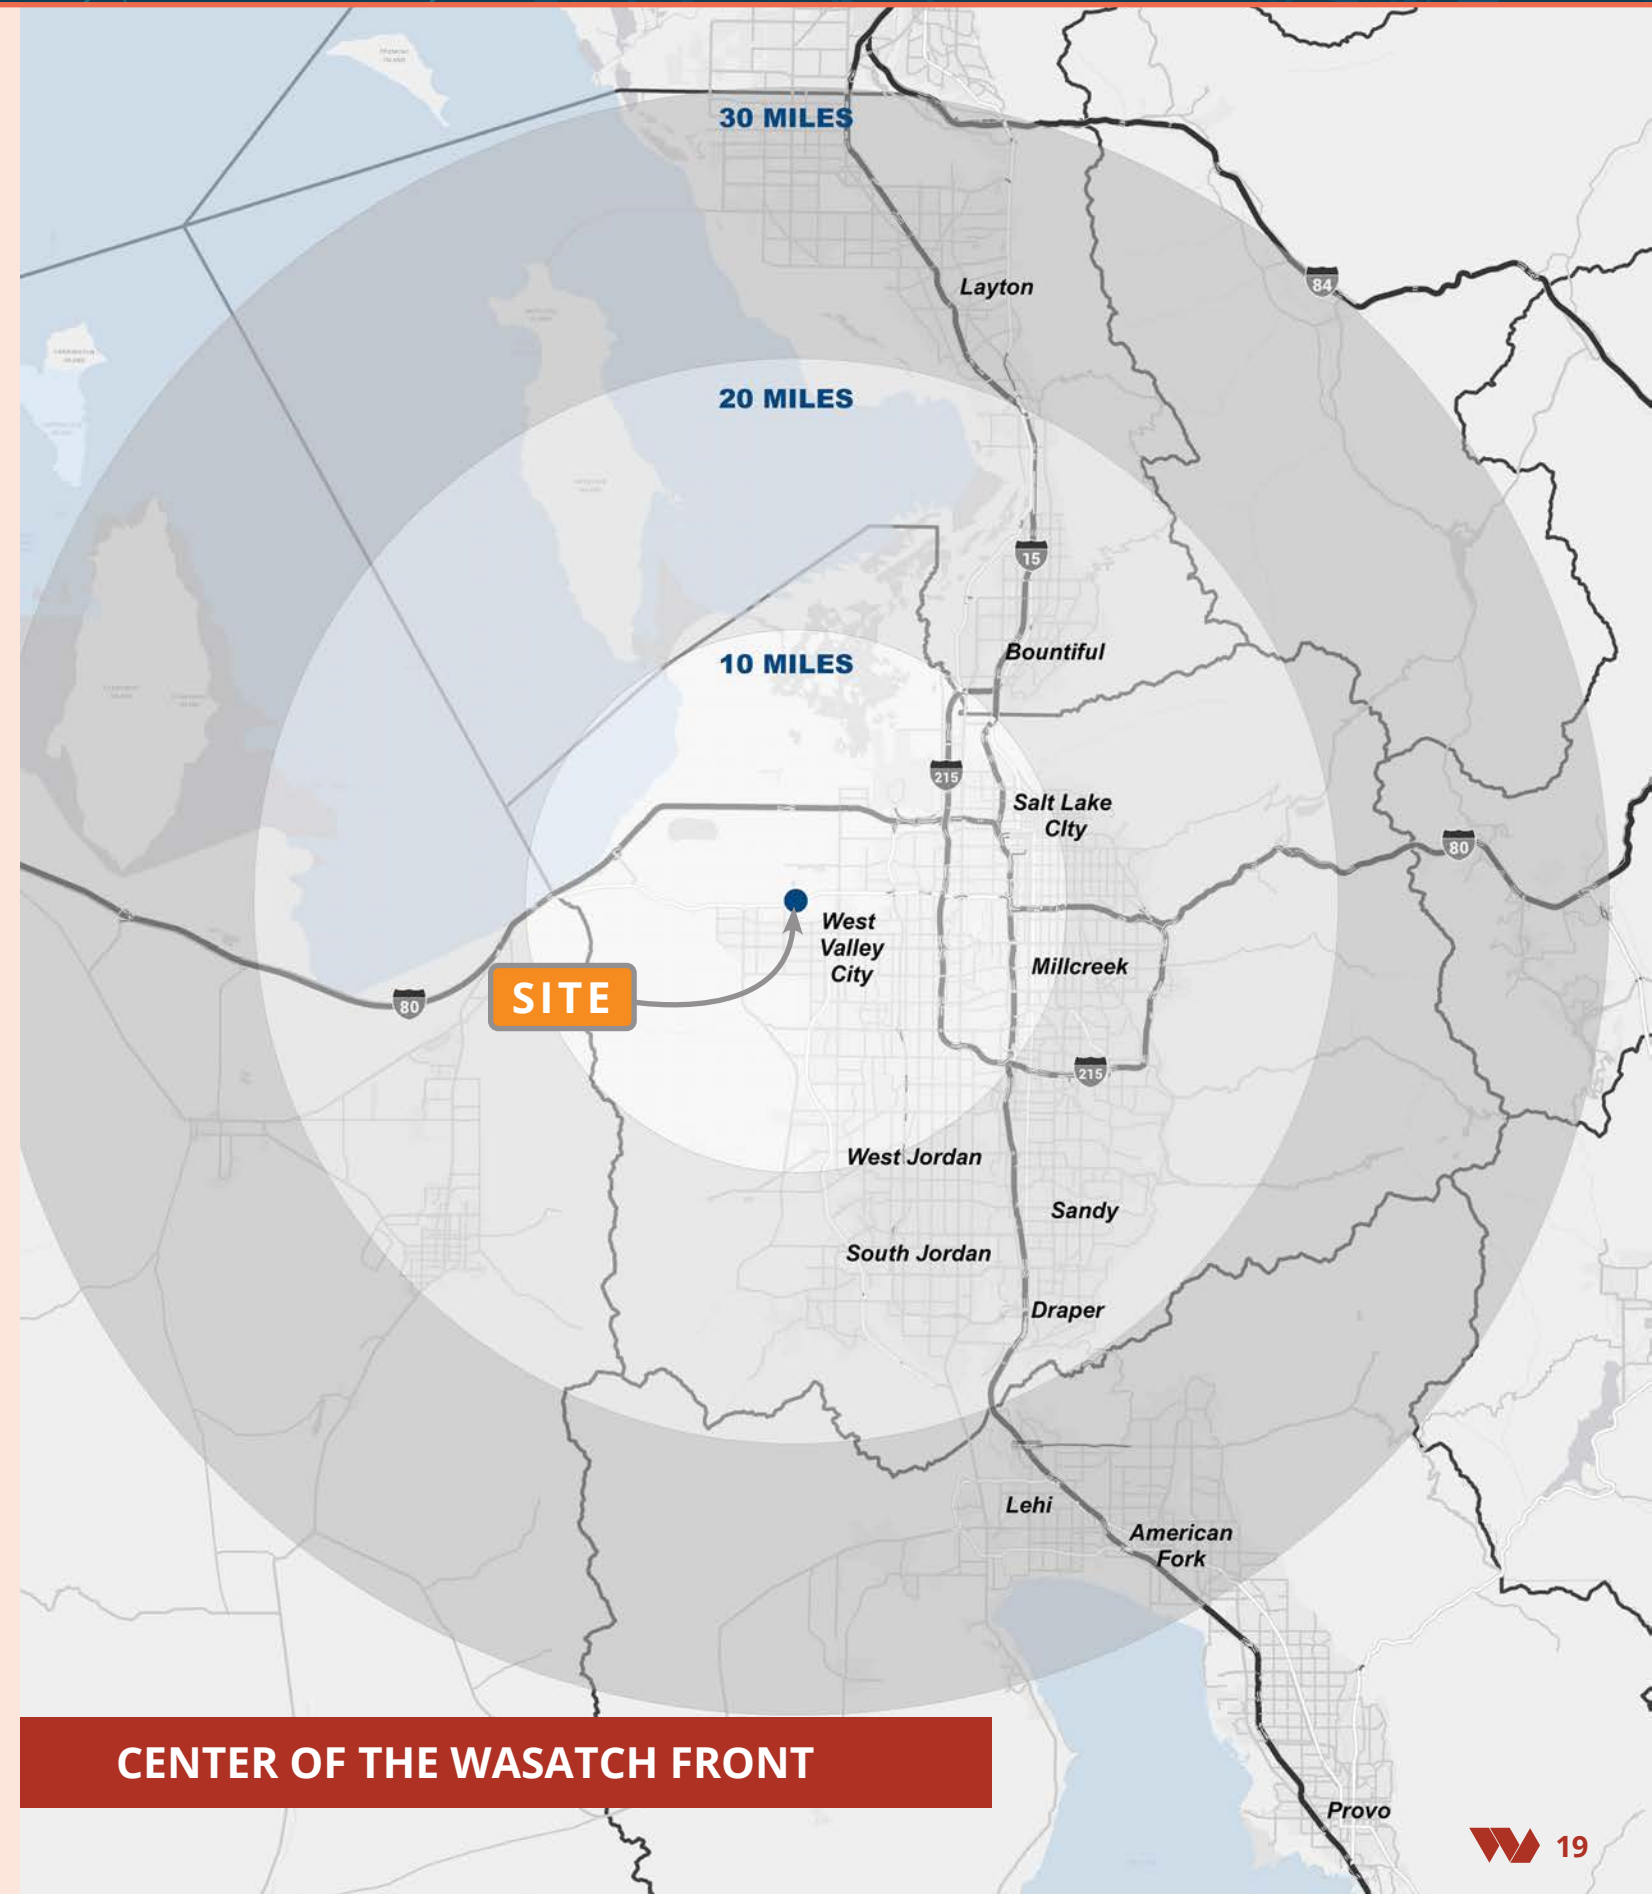 30 MILES
Layton
84
20 MILES
15
Bountiful
10 MILES
215
Salt Lake
CIty
80
West
Valley
City
Millcreek
SITE
80
215
West Jordan
Sandy
South Jordan
Draper
Lehi
American
Fork
CENTER OF THE WASATCH FRONT
Provo
19